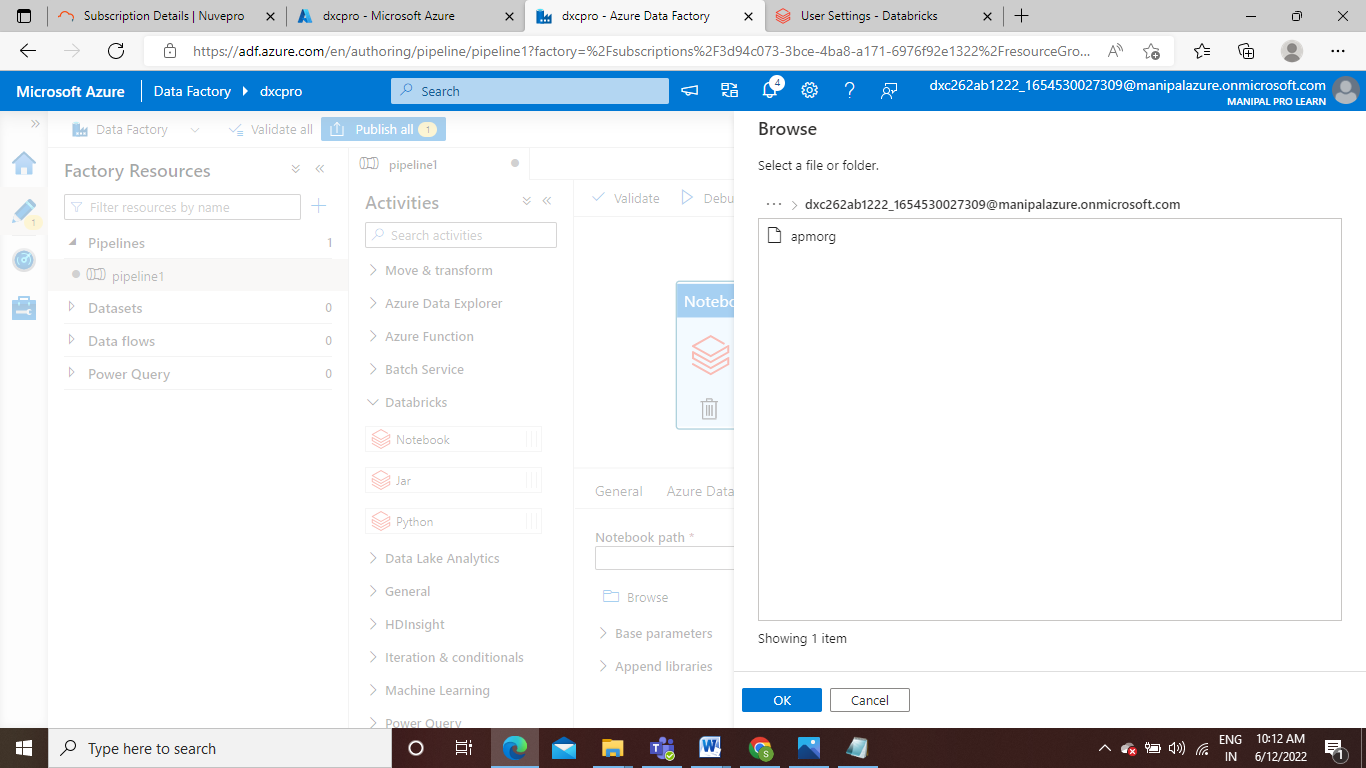 Subscription Details | Nuvepro
dxcpro - Microsoft Azure
dxcpro - Azure Data Factory
User Settings - Databricks
https://adf.azure.com/en/authoring/pipeline/pipeline1?factory=%2Fsubscriptions%2F3d94c073-3bce-4ba8-a171-6976f92e1322%2FresourceGro...
Microsoft Azure
Data Factory
dxcpro
Search
4
dxc262ab1222_1654530027309@manipalazure.onmicrosoft.com
MANIPAL PRO LEARN
Data Factory
Validate all
Publish all
1
Factory Resources
Filter resources by name
1
Pipelines
1
pipeline1
Datasets
0
Data flows
0
Power Query
0
pipeline1
Activities
Search activities
Move & transform
Azure Data Explorer
Azure Function
Batch Service
Databricks
Notebook
Jar
Python
Data Lake Analytics
General
HDInsight
Iteration & conditionals
Machine Learning
Power Query
Validate
Debu
Notebo
General
Azure Data
Notebook path *
Browse
Base parameters
Append libraries
Browse
Select a file or folder.
... > dxc262ab1222_1654530027309@manipalazure.onmicrosoft.com
apmorg
Showing 1 item
OK
Cancel
Type here to search
ENG
IN
10:12 AM
6/12/2022
1